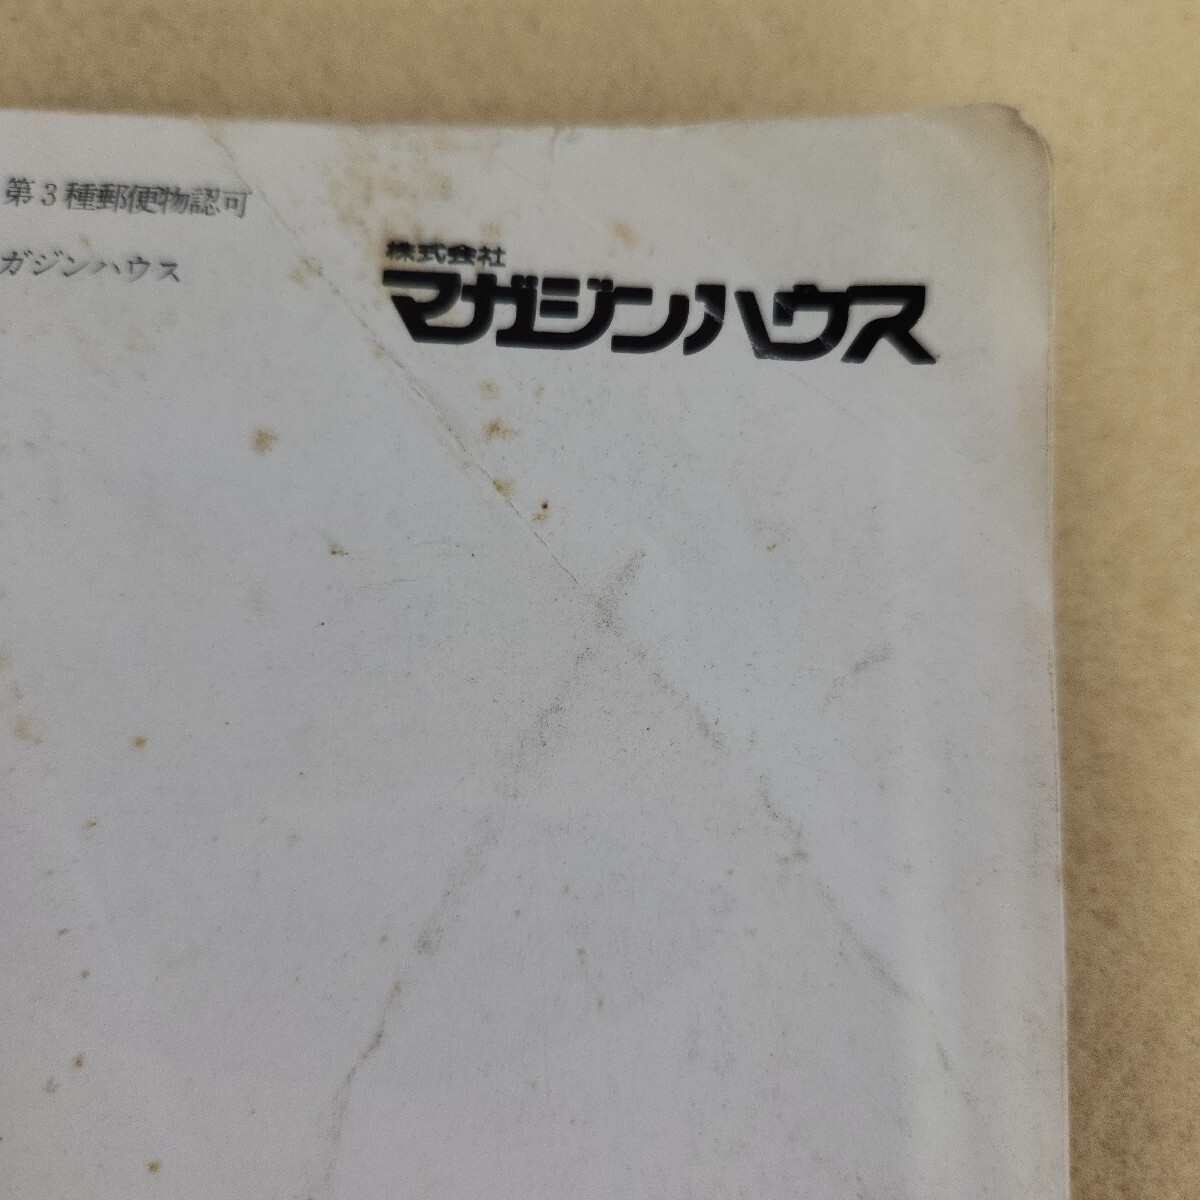 第3種郵便物認可
ガジンハウス
株式会社
マガジンハウス